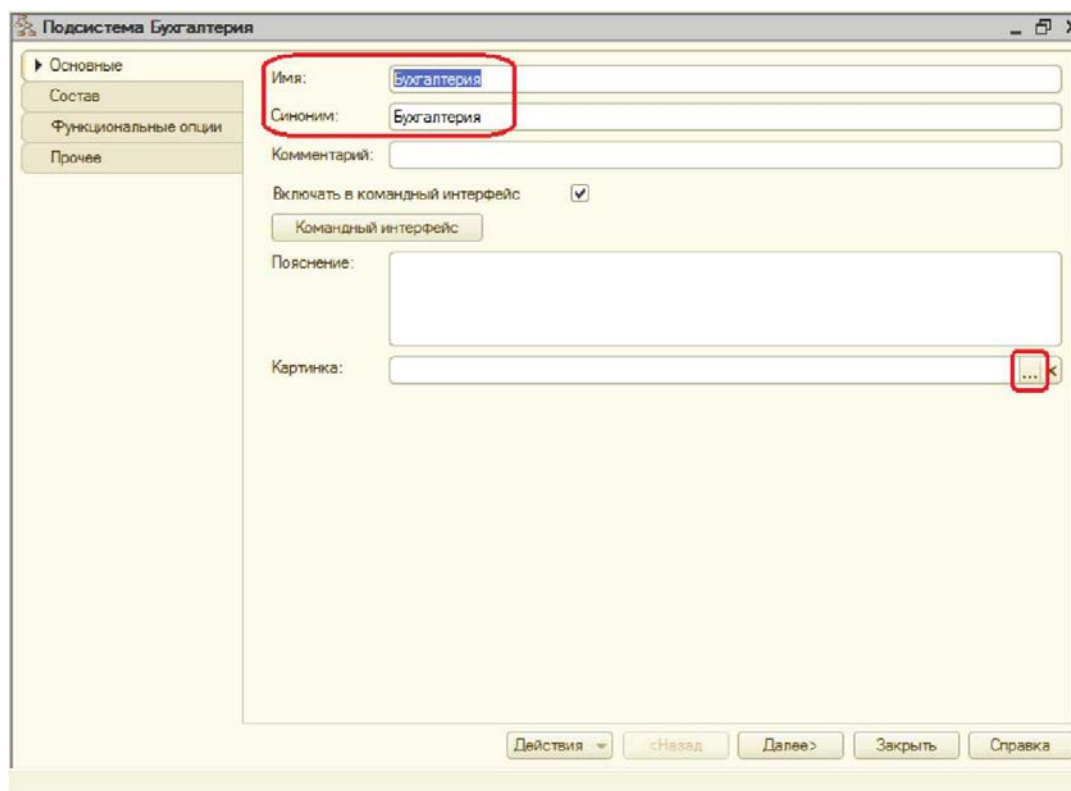 Подсистема Бухгалтерия
Основные
Состав
Функциональные опции
Прочее
Имя: Бухгалтерия
Синоним: Бухгалтерия
Комментарий:
Включать в командный интерфейс
Командный интерфейс
Пояснение:
Картинка:
...
Действия <Назад Далее> Закрыть Справка